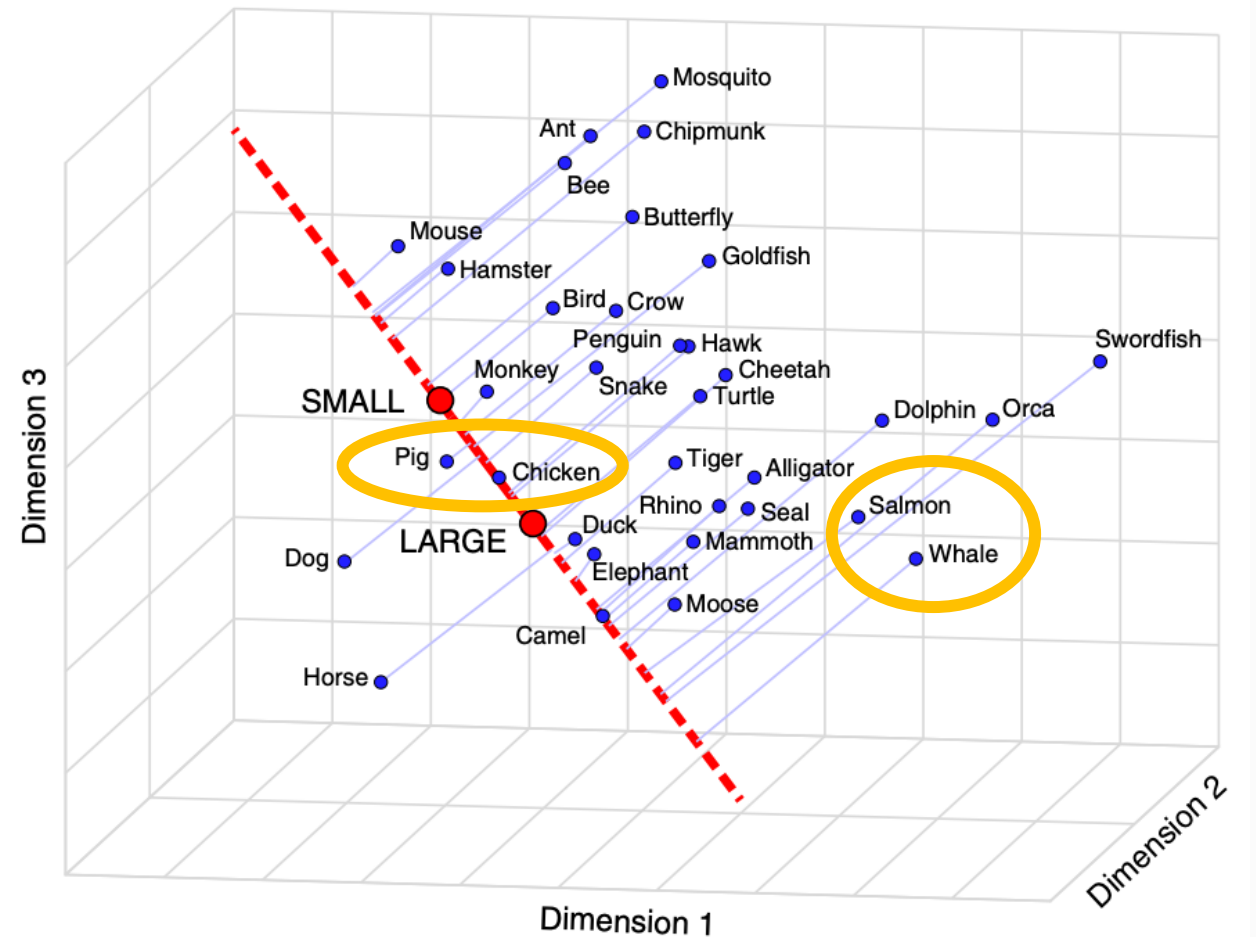 Mosquito
Ant
Chipmunk
Bee
Butterfly
Mouse
Goldfish
Hamster
Bird
Crow
Penguin
Hawk
Swordfish
Monkey
Snake
Cheetah
Turtle
SMALL
Dolphin
Orca
Pig
Chicken
Tiger
Alligator
Rhino
Seal
Salmon
LARGE
Duck
Mammoth
Whale
Dog
Elephant
Moose
Camel
Horse
Dimension 3
Dimension 2
Dimension 1